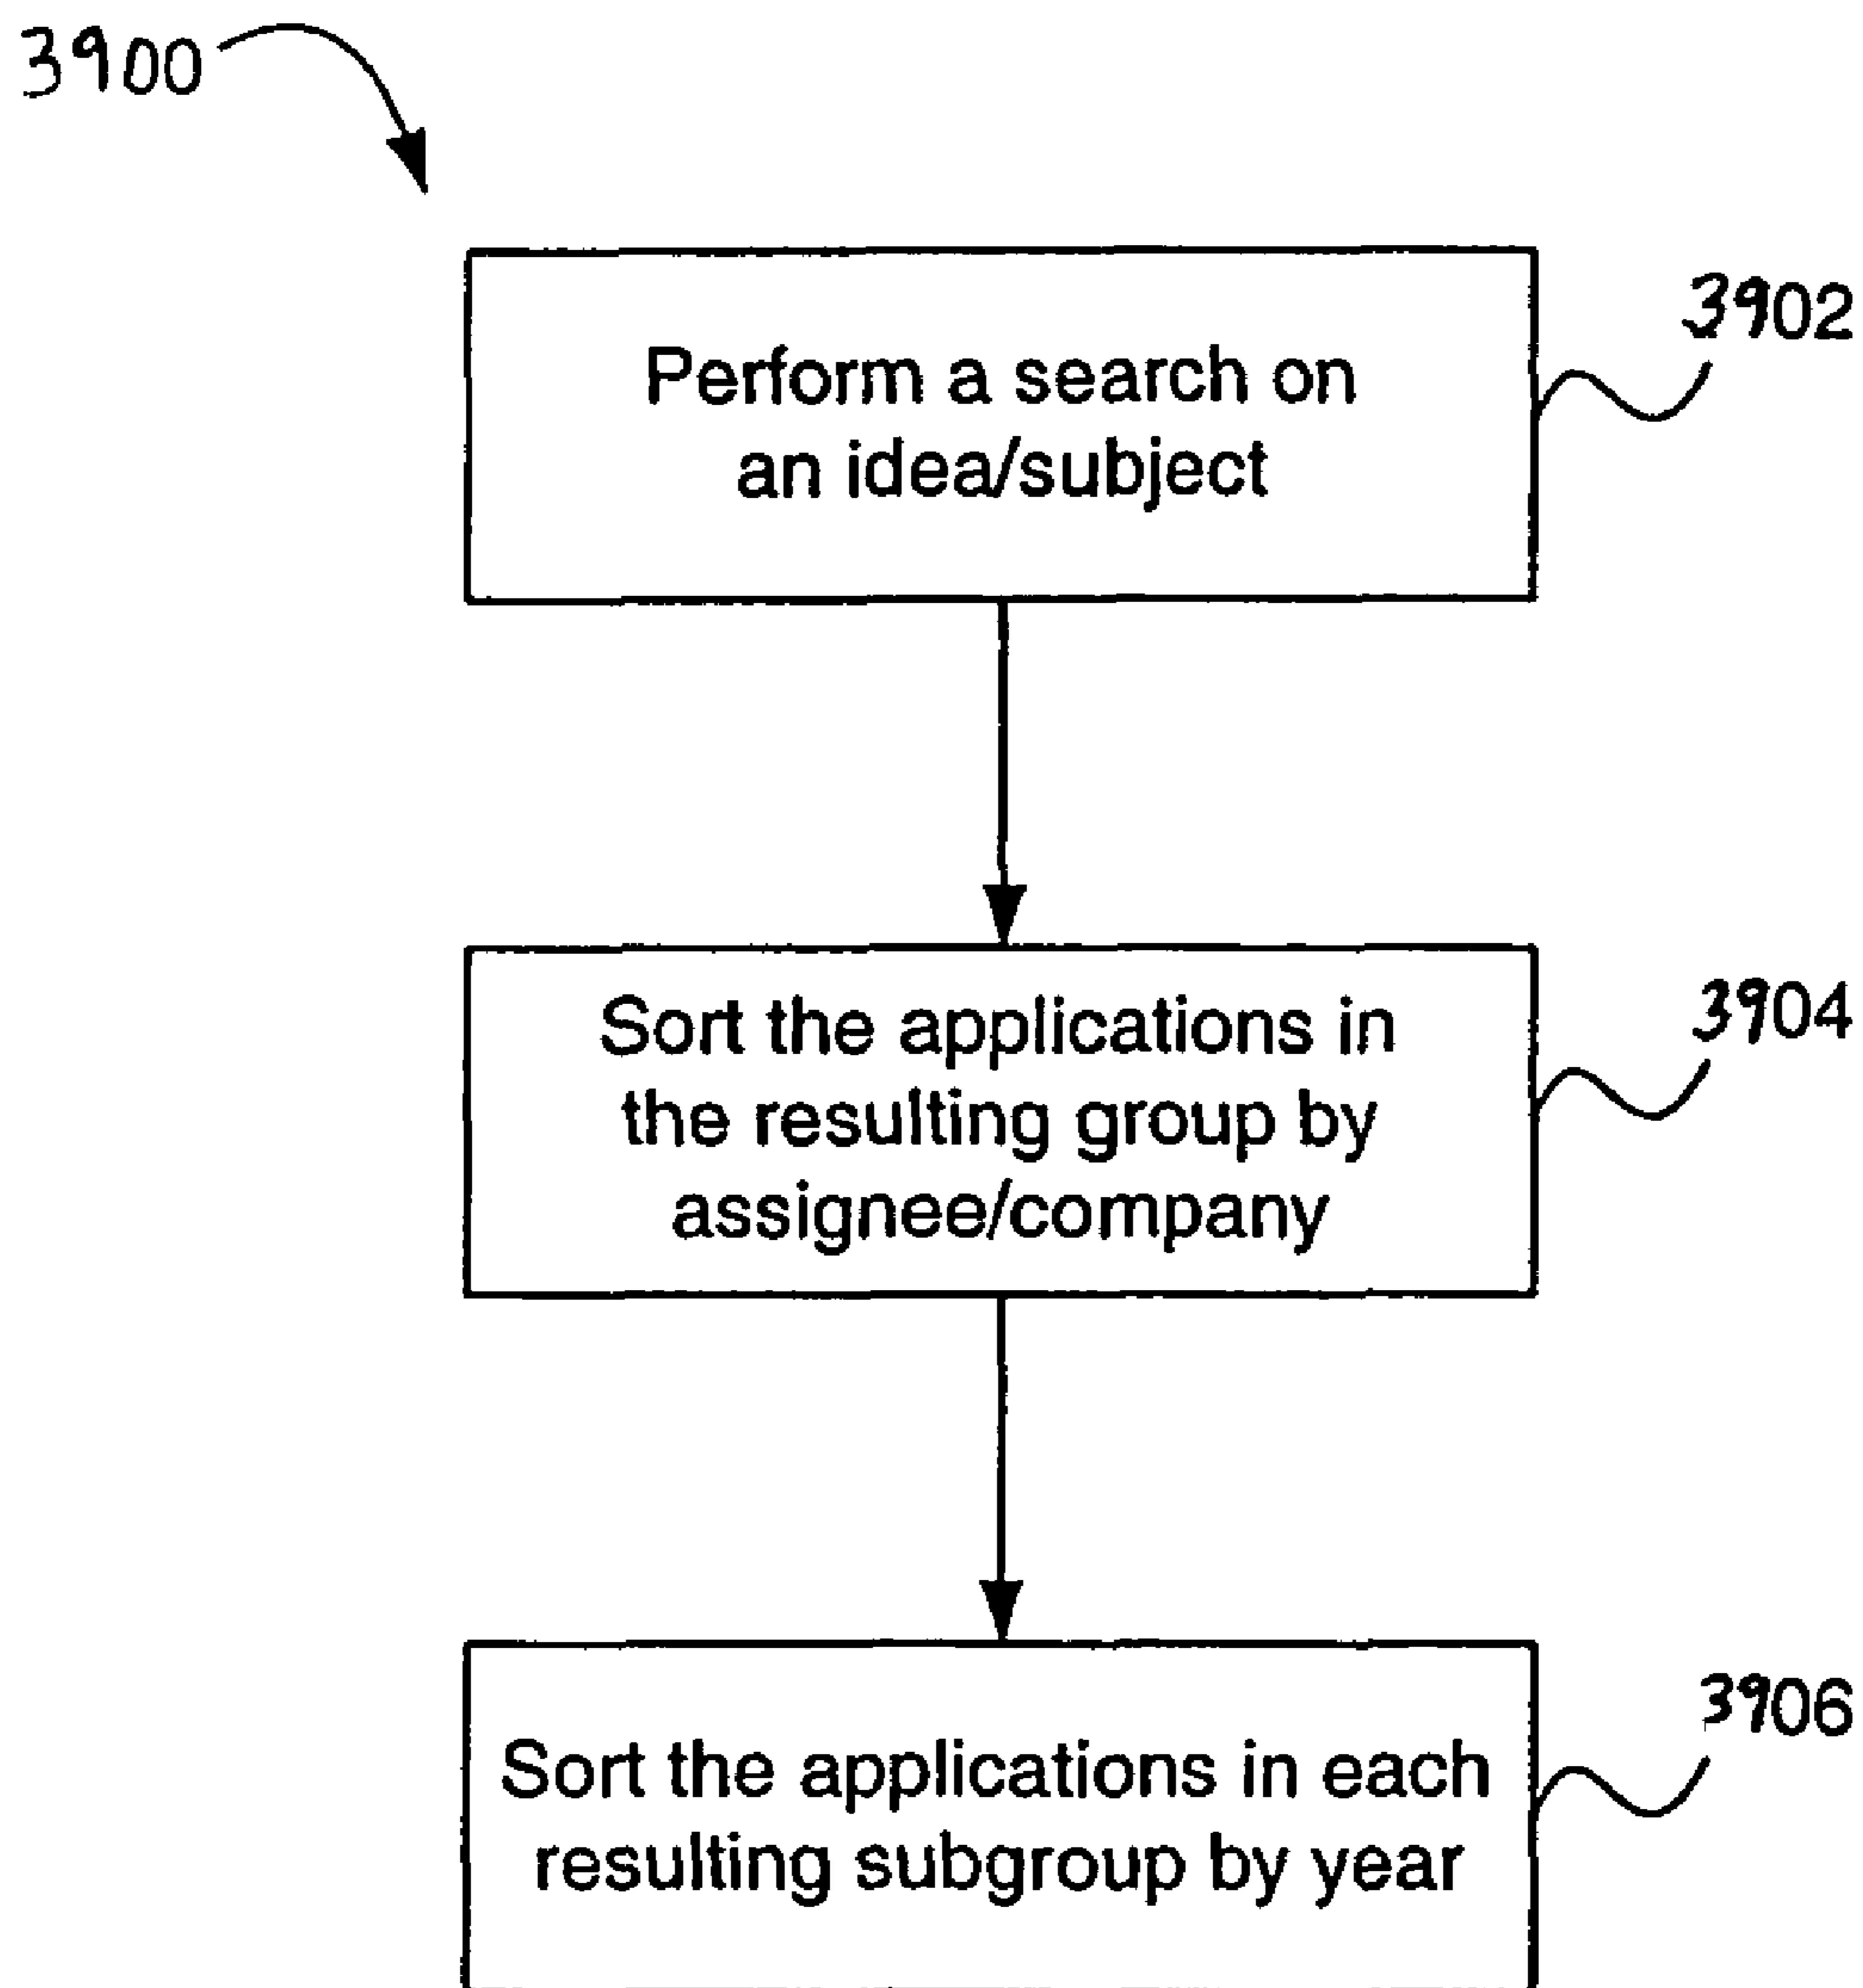 3900
3902
Perform a search on
an idea/subject
3904
Sort the applications in
the resulting group by
assignee/company
3906
Sort the applications in each
resulting subgroup by year